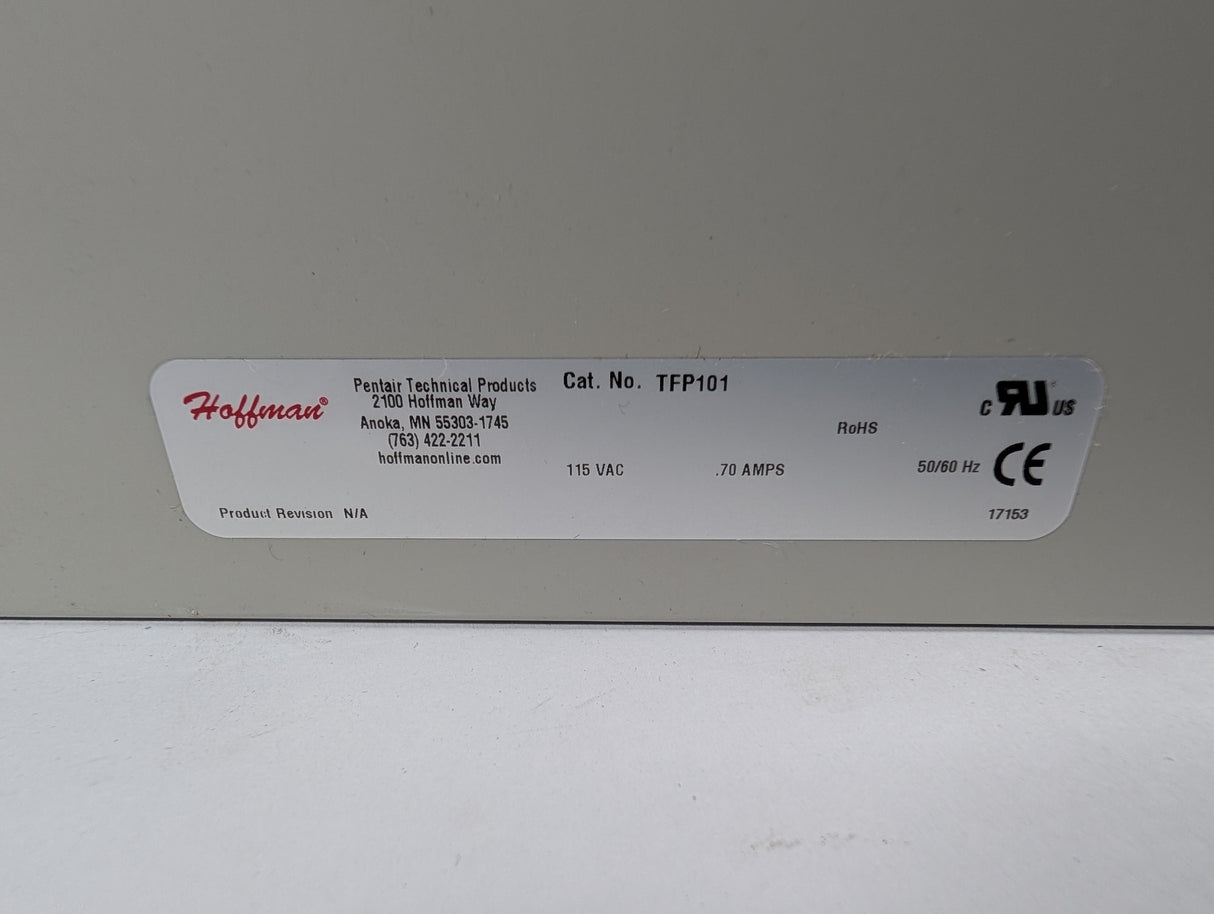 Hoffman®
Pentair Technical Products
2100 Hoffman Way
Anoka, MN 55303-1745
(763) 422-2211
hoffmanonline.com
Cat. No. TFP101
RoHS
115 VAC .70 AMPS 50/60 Hz
c RU US
CE
Product Revision N/A
17153